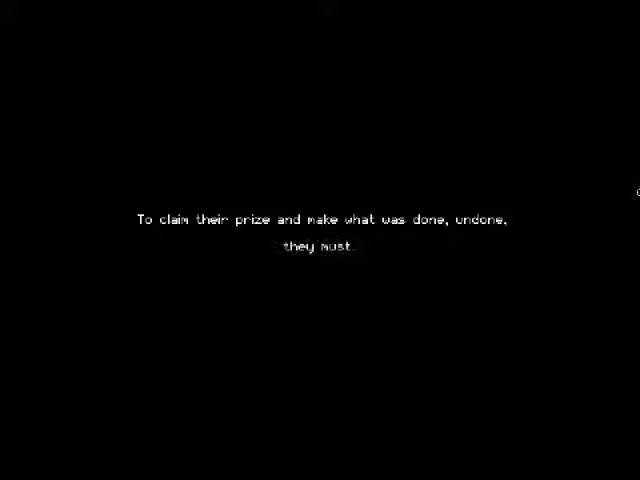 To claim their prize and make what was done, undone,
they must.